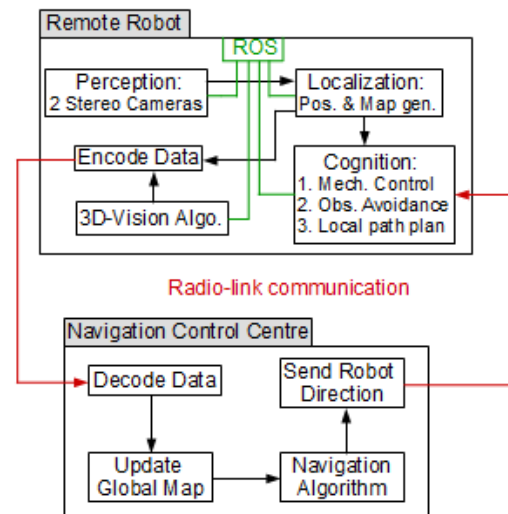 Remote Robot
ROS
Perception:
2 Stereo Cameras
Localization:
Pos. & Map gen.
Encode Data
Cognition:
1. Mech. Control
2. Obs. Avoidance
3. Local path plan
3D-Vision Algo.
Radio-link communication
Navigation Control Centre
Decode Data
Send Robot
Direction
Update
Global Map
Navigation
Algorithm